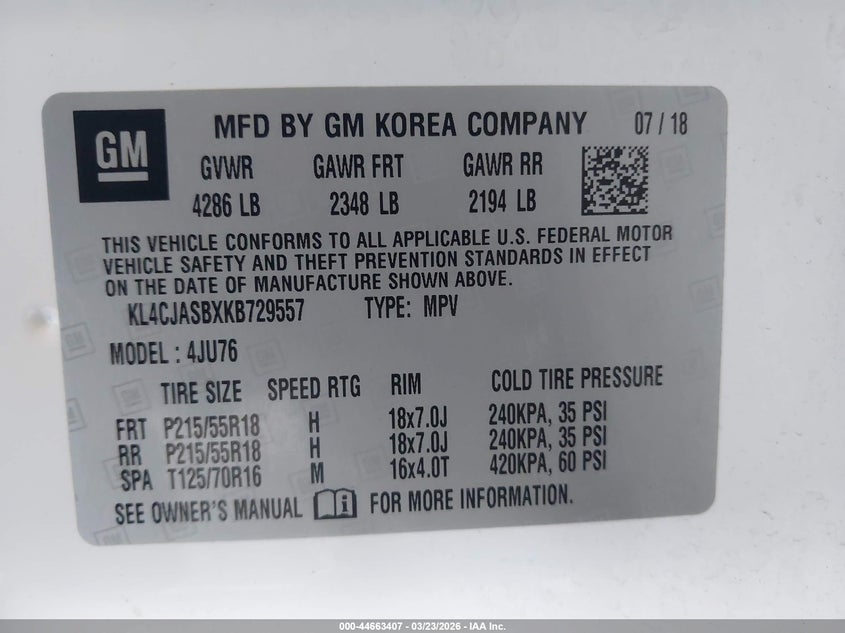 GM
MFD BY GM KOREA COMPANY 07 / 18
GVWR GAWR FRT GAWR RR
4286 LB 2348 LB 2194 LB
THIS VEHICLE CONFORMS TO ALL APPLICABLE U.S. FEDERAL MOTOR
VEHICLE SAFETY AND THEFT PREVENTION STANDARDS IN EFFECT
ON THE DATE OF MANUFACTURE SHOWN ABOVE.
KL4CJASBXKB729557 TYPE: MPV
MODEL : 4JU76
TIRE SIZE SPEED RTG RIM COLD TIRE PRESSURE
FRT P215/55R18 H 18x7.0J 240KPA, 35 PSI
RR P215/55R18 H 18x7.0J 240KPA, 35 PSI
SPA T125/70R16 M 16x4.0T 420KPA, 60 PSI
SEE OWNER'S MANUAL i FOR MORE INFORMATION.
000-44663407 - 03/23/2026 - IAA Inc.